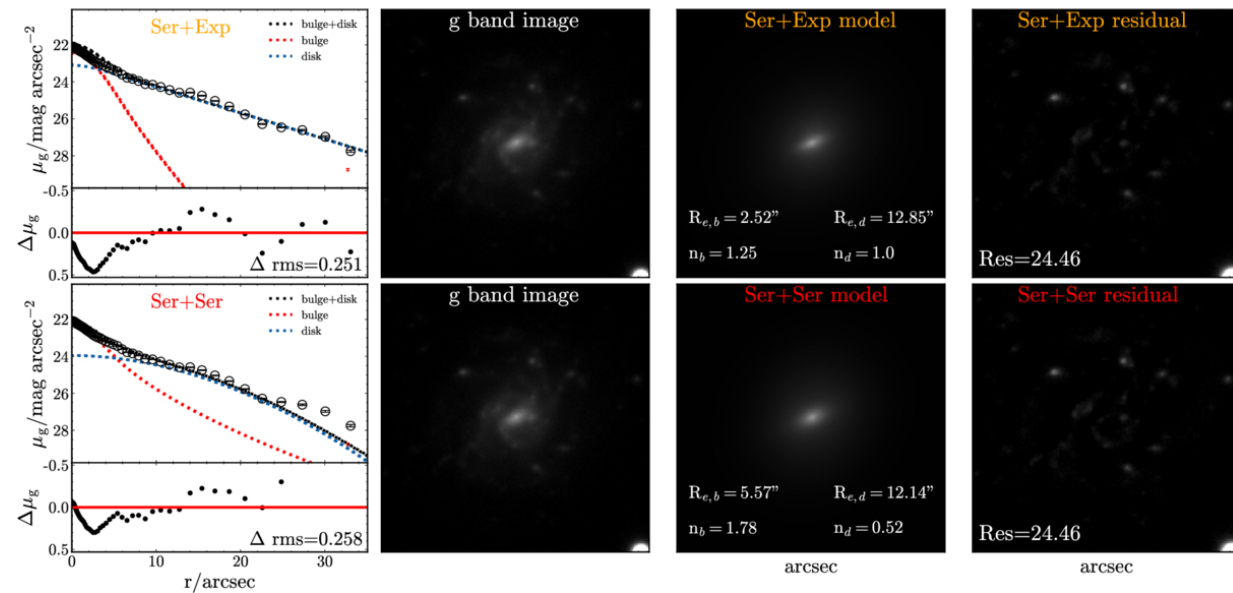 Ser+Exp
bulge+disk
bulge
disk
μg/mag arcsec−2
22
24
26
28
-0.5
0.0
0.5
Δμg
Δ rms=0.251
g band image
Ser+Exp model
Re,b=2.52” Re,d=12.85”
nb=1.25 nd=1.0
Ser+Exp residual
Res=24.46
Ser+Ser
bulge+disk
bulge
disk
μg/mag arcsec−2
22
24
26
28
-0.5
0.0
0.5
Δμg
Δ rms=0.258
0 10 20 30
r/arcsec
g band image
Ser+Ser model
Re,b=5.57” Re,d=12.14”
nb=1.78 nd=0.52
arcsec
Ser+Ser residual
Res=24.46
arcsec